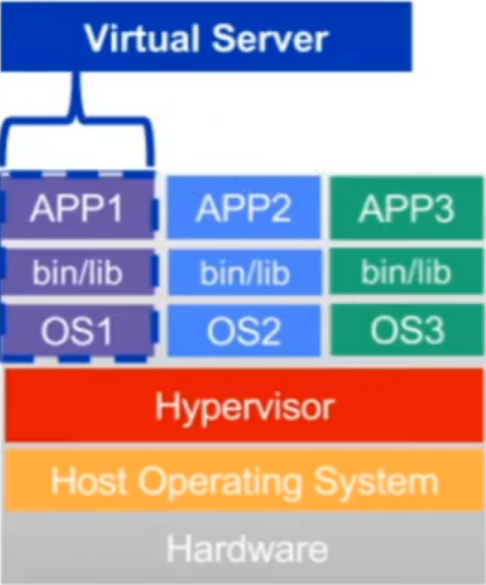 Virtual Server
APP1 APP2 APP3
bin/lib bin/lib bin/lib
OS1 OS2 OS3
Hypervisor
Host Operating System
Hardware